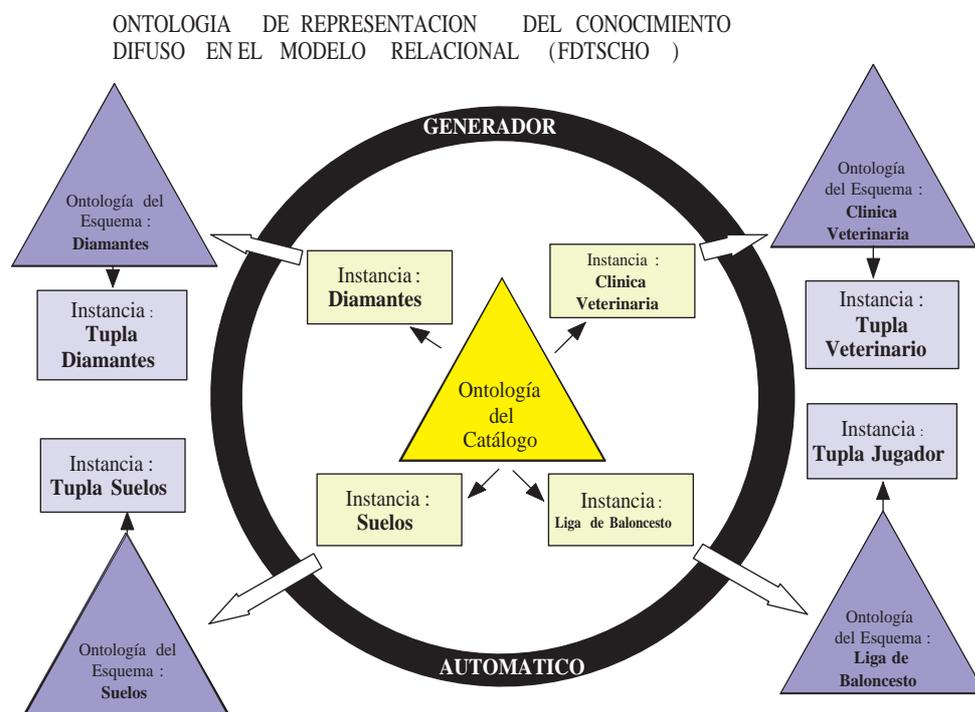 ONTOLOGIA DE REPRESENTACION DEL CONOCIMIENTO
DIFUSO EN EL MODELO RELACIONAL (FDTSCHO )
GENERADOR
Ontología del
Esquema :
Diamantes
Instancia :
Tupla
Diamantes
Instancia :
Diamantes
Instancia :
Clinica
Veterinaria
Ontología
del Esquema :
Clinica
Veterinaria
Instancia :
Tupla
Veterinario
Ontología
del
Catálogo
Instancia :
Tupla Suelos
Instancia :
Suelos
Instancia :
Liga de Baloncesto
Instancia :
Tupla Jugador
Ontología del
Esquema :
Suelos
Ontología
del Esquema :
Liga de
Baloncesto
AUTOMATICO